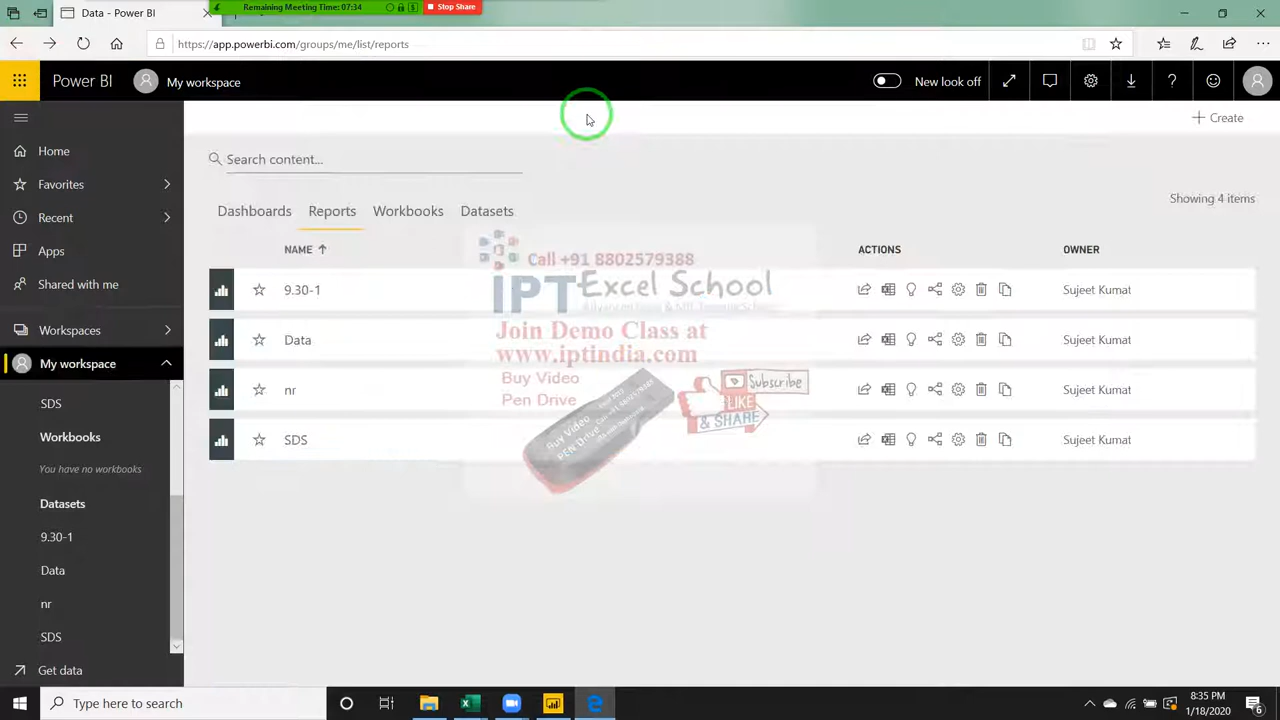 Remaining Meeting Time: 07:34
Stop Share
Data - Power BI
https://app.powerbi.com/groups/me/list/reports
Power BI
My workspace
New look off
Create
Home
Favorites
Recent
Apps
Shared with me
Workspaces
My workspace
SDS
Workbooks
You have no workbooks
Datasets
9.30-1
Data
nr
SDS
Get data
Search content...
Showing 4 items
Dashboards Reports Workbooks Datasets
NAME ACTIONS OWNER
9.30-1 Sujeet Kumat
Data Sujeet Kumat
nr Sujeet Kumat
SDS Sujeet Kumat
Call +91 8802579388
IPT Excel School
Join Demo Class at
www.iptindia.com
Buy Video
Pen Drive
Buy Video
PEN Drive
Subscribe
LIKE
& SHARE
Type here to search
8:35 PM
1/18/2020
6